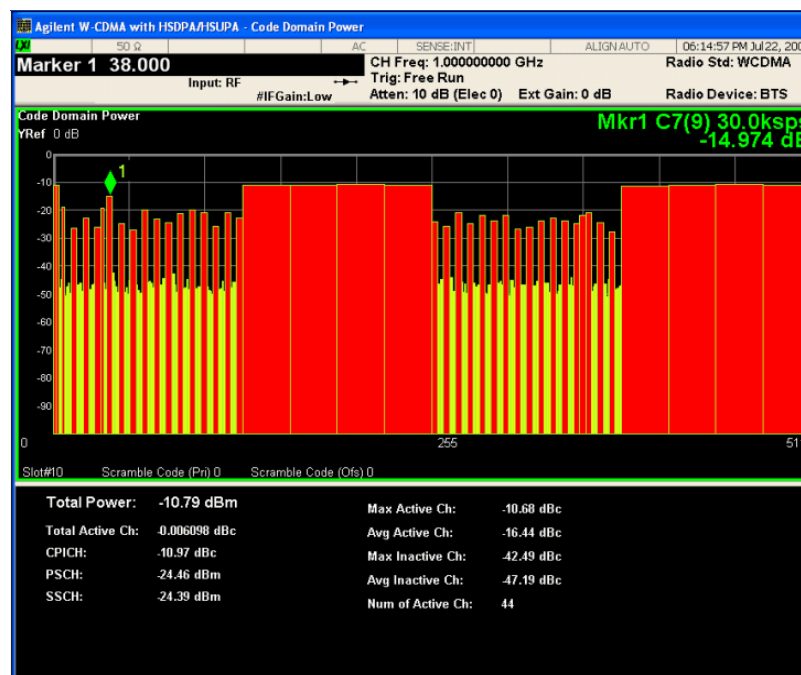 Agilent W-CDMA with HSDPA/HSUPA - Code Domain Power
LXI 50 Ω AC SENSE:INT ALIGN AUTO 06:14:57 PM Jul 22, 200
Marker 1 38.000
Input: RF
#IFGain:Low
CH Freq: 1.000000000 GHz
Trig: Free Run
Atten: 10 dB (Elec 0) Ext Gain: 0 dB
Radio Std: WCDMA
Radio Device: BTS
Code Domain Power
YRef 0 dB
Mkr1 C7(9) 30.0ksps
-14.974 dB
1
0
-10
-20
-30
-40
-50
-60
-70
-80
-90
0 255 51
Slot#10 Scramble Code (Pri) 0 Scramble Code (Ofs) 0
Total Power: -10.79 dBm
Total Active Ch: -0.006098 dBc
CPICH: -10.97 dBc
PSCH: -24.46 dBm
SSCH: -24.39 dBm
Max Active Ch: -10.68 dBc
Avg Active Ch: -16.44 dBc
Max Inactive Ch: -42.49 dBc
Avg Inactive Ch: -47.19 dBc
Num of Active Ch: 44